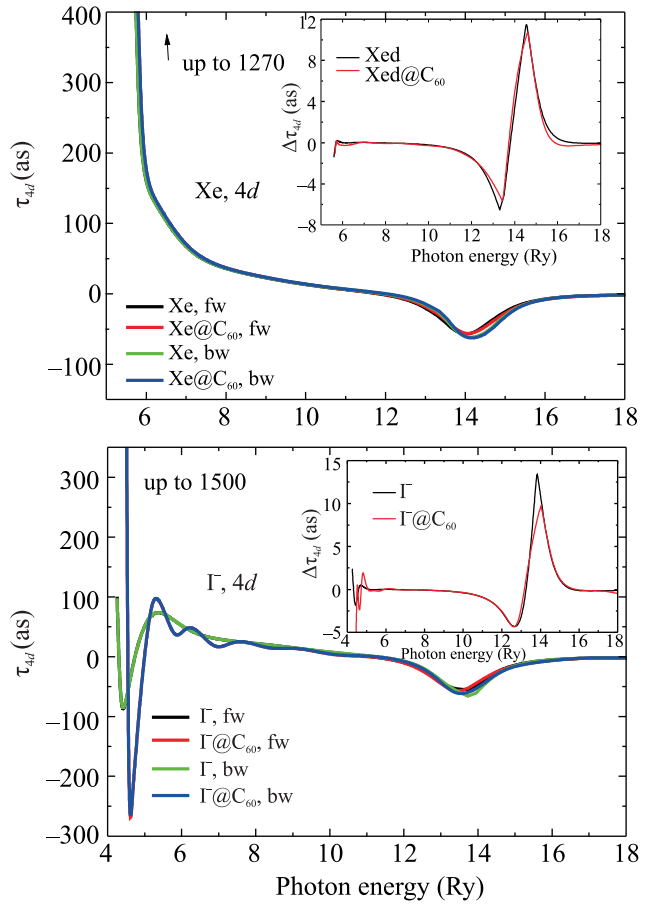 400
300
200
100
0
−100
τ4d (as)
up to 1270
Xe, 4d
Xe, fw
Xe@C60, fw
Xe, bw
Xe@C60, bw
6 8 10 12 14 16 18
12
8
4
0
−4
−8
Δτ4d (as)
Xed
Xed@C60
6 8 10 12 14 16 18
Photon energy (Ry)
300
200
100
0
−100
−200
−300
τ4d (as)
up to 1500
I−, 4d
I−, fw
I−@C60, fw
I−, bw
I−@C60, bw
15
10
5
0
−5
Δτ4d (as)
I−
I−@C60
4 6 8 10 12 14 16 18
Photon energy (Ry)
4 6 8 10 12 14 16 18
Photon energy (Ry)